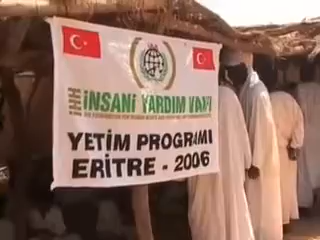 İHH İNSANİ YARDIM VAKFI
YETİM PROGRAMI
ERİTRE - 2006